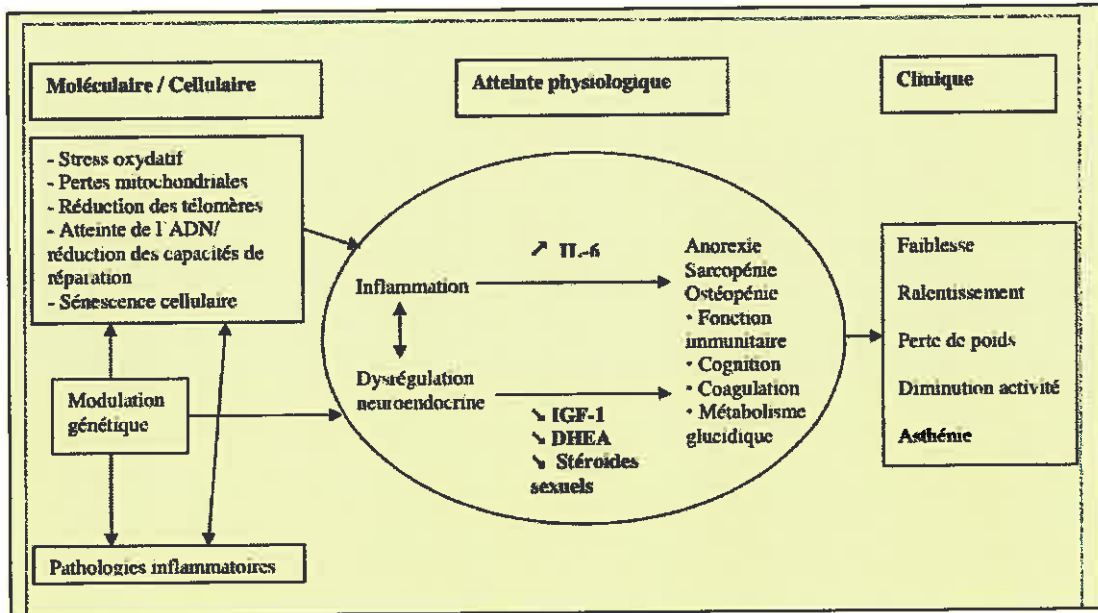 Moléculaire / Cellulaire
Atteinte physiologique
Clinique
- Stress oxydatif
- Pertes mitochondriales
- Réduction des télomères
- Atteinte de l'ADN/
réduction des capacités de
réparation
- Sénescence cellulaire
Modulation
génétique
Pathologies inflammatoires
Inflammation
Dysrégulation
neuroendocrine
↗ IL-6
↘ IGF-1
↘ DHEA
↘ Stéroides
sexuels
Anorexie
Sarcopénie
Ostéopénie
• Fonction
immunitaire
• Cognition
• Coagulation
• Métabolisme
glucidique
Faiblesse
Ralentissement
Perte de poids
Diminution activité
Asthénie